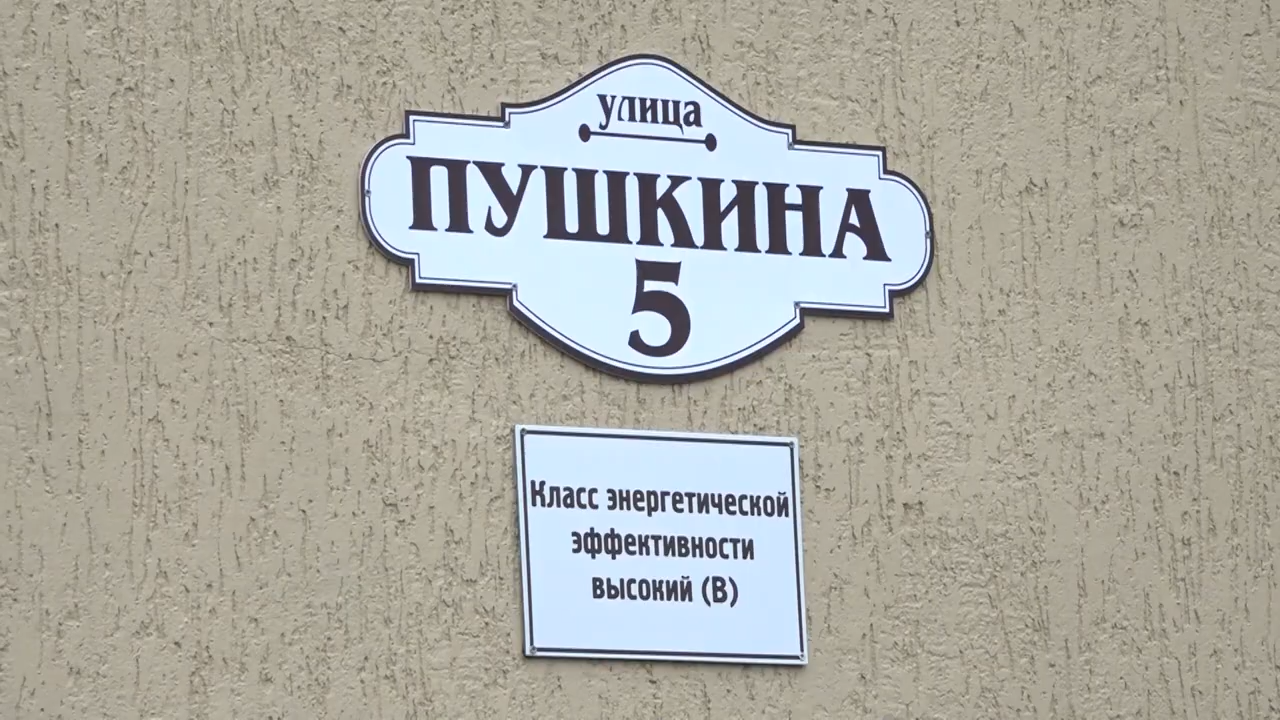 улица
ПУШКИНА
5
Класс энергетической
эффективности
высокий (В)